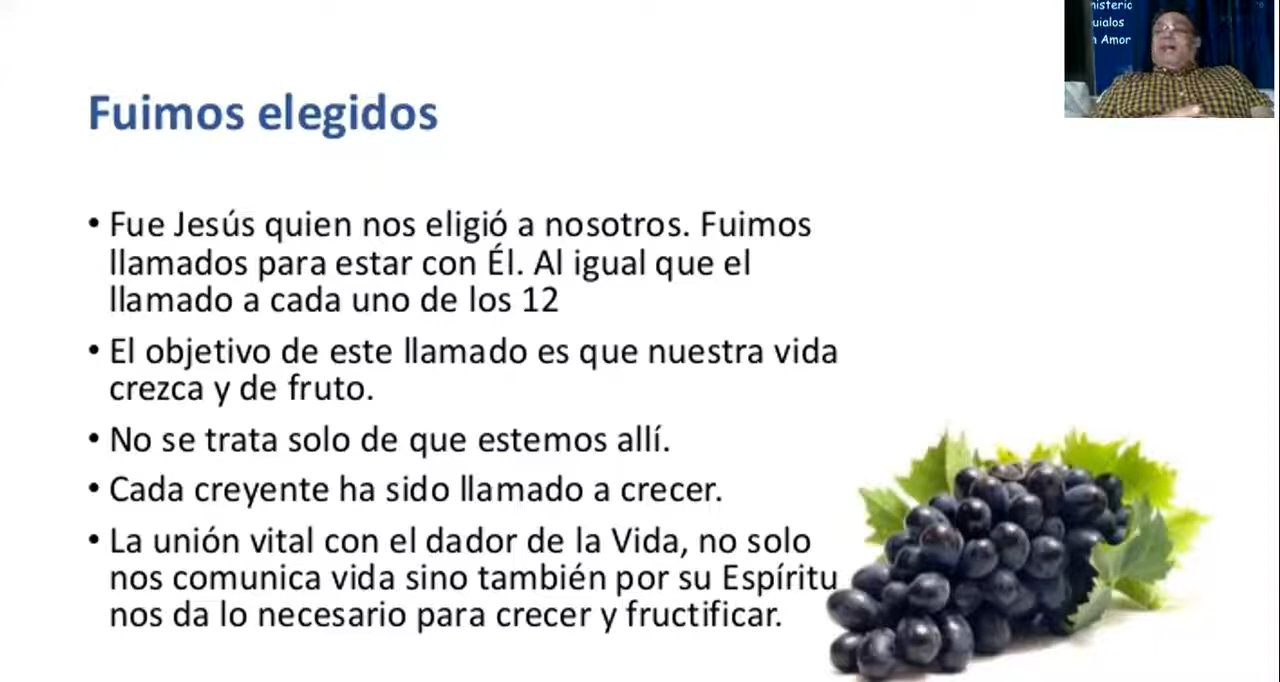 Fuimos elegidos
• Fue Jesús quien nos eligió a nosotros. Fuimos
llamados para estar con Él. Al igual que el
llamado a cada uno de los 12
• El objetivo de este llamado es que nuestra vida
crezca y de fruto.
• No se trata solo de que estemos allí.
• Cada creyente ha sido llamado a crecer.
• La unión vital con el dador de la Vida, no solo
nos comunica vida sino también por su Espíritu
nos da lo necesario para crecer y fructificar.
nisterio
uialos
n Amor